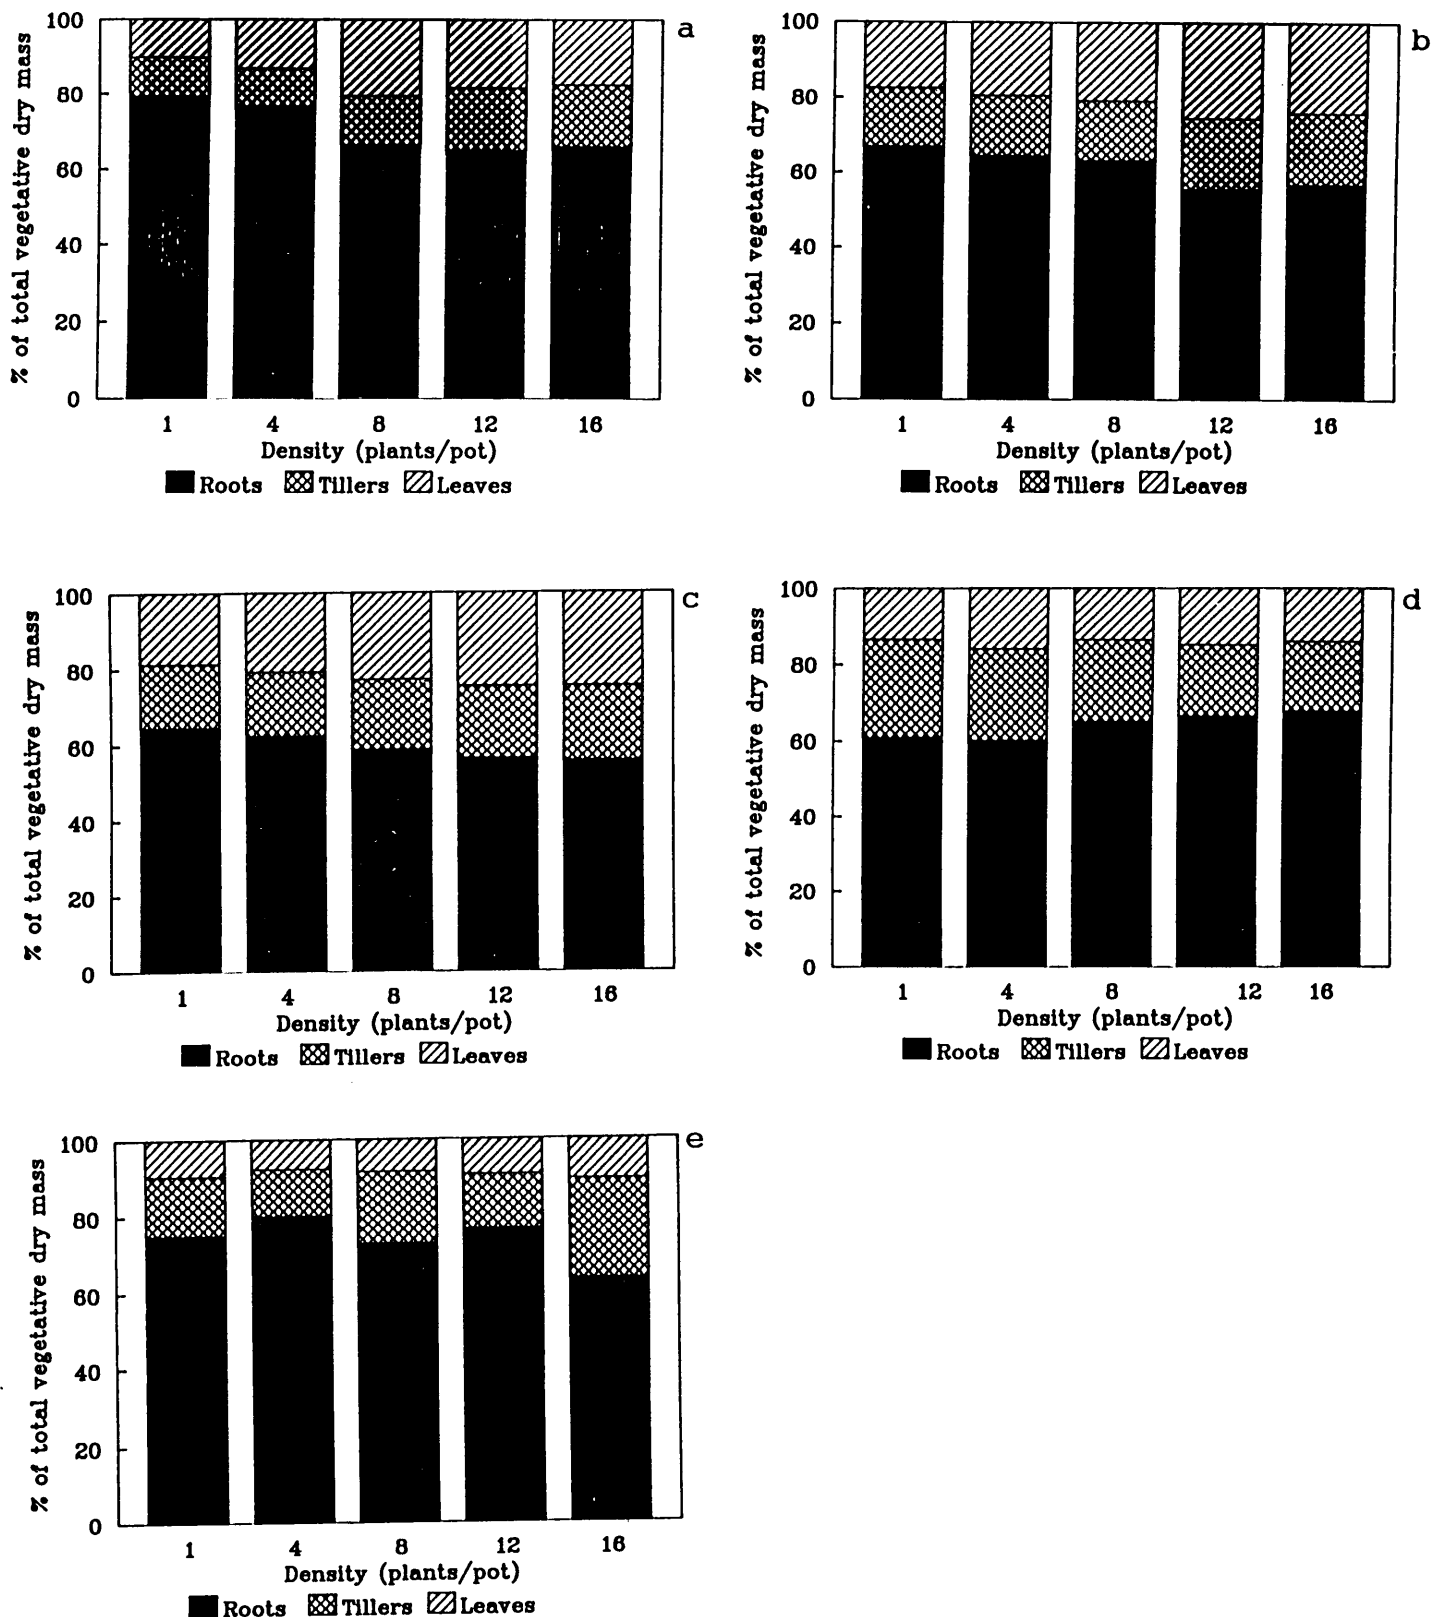 a
% of total vegetative dry mass
100
80
60
40
20
0
1 4 8 12 16
Density (plants/pot)
Roots Tillers Leaves
b
% of total vegetative dry mass
100
80
60
40
20
0
1 4 8 12 16
Density (plants/pot)
Roots Tillers Leaves
c
% of total vegetative dry mass
100
80
60
40
20
0
1 4 8 12 16
Density (plants/pot)
Roots Tillers Leaves
d
% of total vegetative dry mass
100
80
60
40
20
0
1 4 8 12 16
Density (plants/pot)
Roots Tillers Leaves
e
% of total vegetative dry mass
100
80
60
40
20
0
1 4 8 12 16
Density (plants/pot)
Roots Tillers Leaves